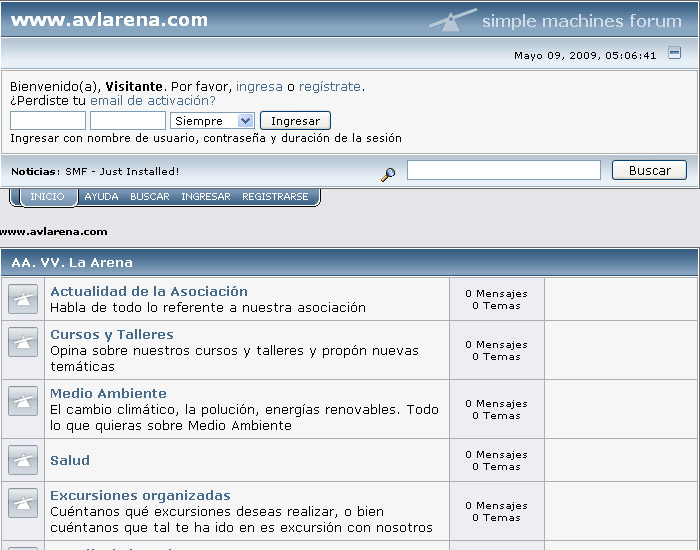 www.avlarena.com
simple machines forum
Mayo 09, 2009, 05:06:41
Bienvenido(a), Visitante. Por favor, ingresa o regístrate.
¿Perdiste tu email de activación?
Siempre Ingresar
Ingresar con nombre de usuario, contraseña y duración de la sesión
Noticias: SMF - Just Installed! Buscar
INICIO AYUDA BUSCAR INGRESAR REGISTRARSE
www.avlarena.com
AA. VV. La Arena
Actualidad de la Asociación
Habla de todo lo referente a nuestra asociación
0 Mensajes
0 Temas
Cursos y Talleres
Opina sobre nuestros cursos y talleres y propón nuevas
temáticas
0 Mensajes
0 Temas
Medio Ambiente
El cambio climático, la polución, energías renovables. Todo
lo que quieras sobre Medio Ambiente
0 Mensajes
0 Temas
Salud
0 Mensajes
0 Temas
Excursiones organizadas
Cuéntanos qué excursiones deseas realizar, o bien
cuéntanos que tal te ha ido en es excursión con nosotros
0 Mensajes
0 Temas